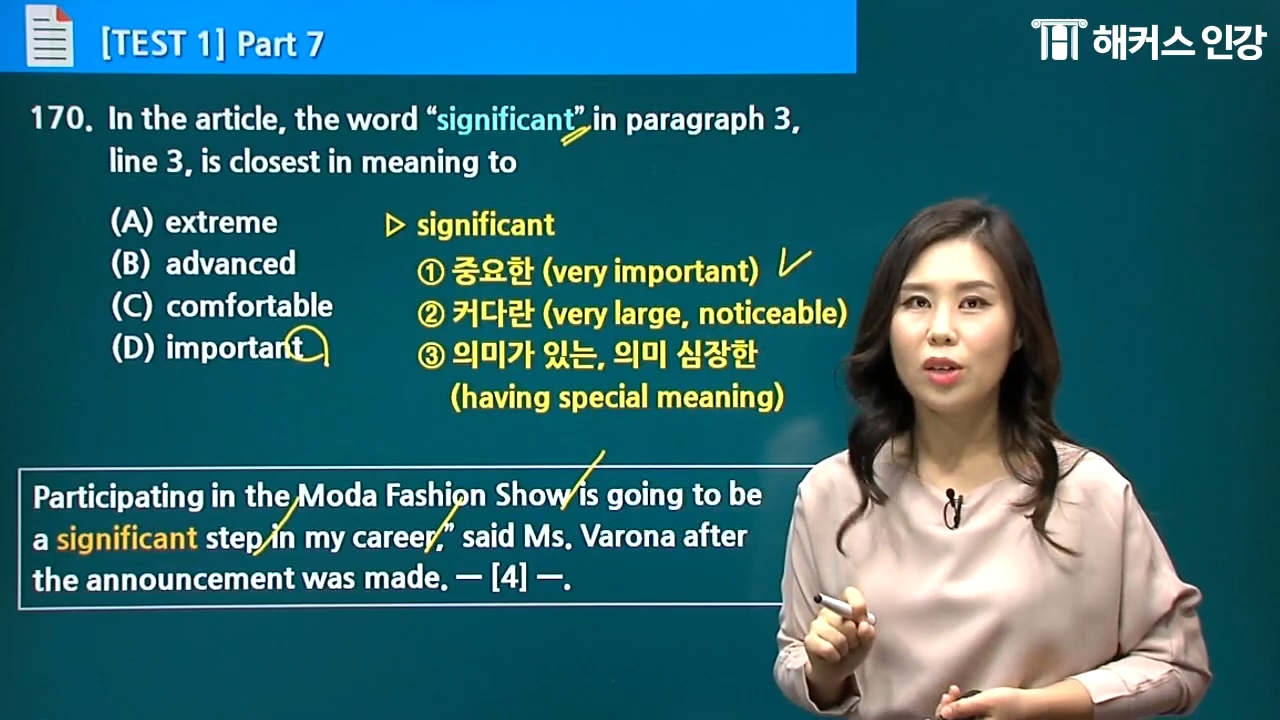 [TEST 1] Part 7
해커스 인강
170. In the article, the word “significant” in paragraph 3,
line 3, is closest in meaning to
(A) extreme
(B) advanced
(C) comfortable
(D) important
▷ significant
① 중요한 (very important)
② 커다란 (very large, noticeable)
③ 의미가 있는, 의미 심장한
(having special meaning)
Participating in the Moda Fashion Show is going to be
a significant step in my career,” said Ms. Varona after
the announcement was made. — [4] —.